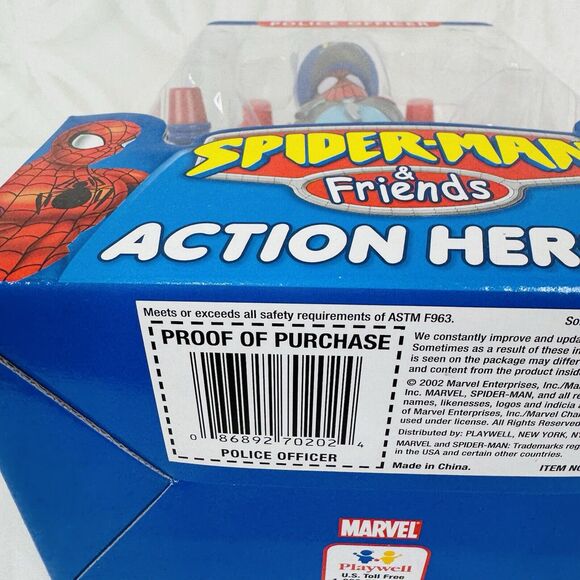 POLICE OFFICER
SPIDER-MAN
&
Friends
ACTION HER
Meets or exceeds all safety requirements of ASTM F963.
PROOF OF PURCHASE
0 86892 70202 4
POLICE OFFICER
We constantly improve and upda
Sometimes as a result of these in
is seen on the package may differ
and content from the product insid
© 2002 Marvel Enterprises, Inc./Ma
Inc. MARVEL, SPIDER-MAN, and all re
names, likenesses, logos and indicia a
of Marvel Enterprises, Inc./Marvel Cha
used under license. All Rights Reserved
Distributed by: PLAYWELL, NEW YORK, N
MARVEL and SPIDER-MAN: Trademarks reg
in the USA and certain other countries.
Made in China.
ITEM NO
MARVEL
Playwell
U.S. Toll Free